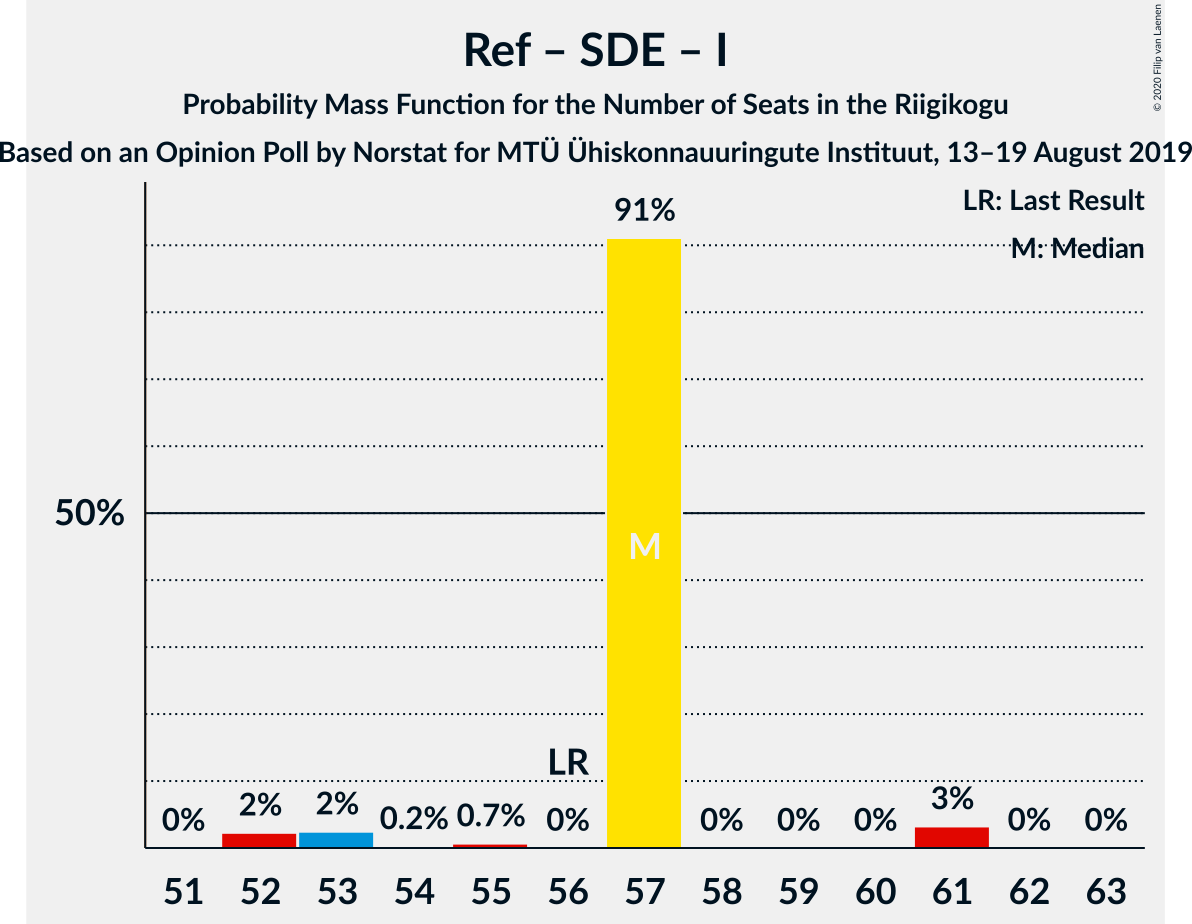 Ref – SDE – I
Probability Mass Function for the Number of Seats in the Riigikogu
Based on an Opinion Poll by Norstat for MTÜ Ühiskonnauuringute Instituut, 13–19 August 2019
© 2020 Filip van Laenen
LR: Last Result
M: Median
91%
50%
M
LR
0% 2% 2% 0.2% 0.7% 0% 0% 0% 0% 3% 0% 0%
51 52 53 54 55 56 57 58 59 60 61 62 63